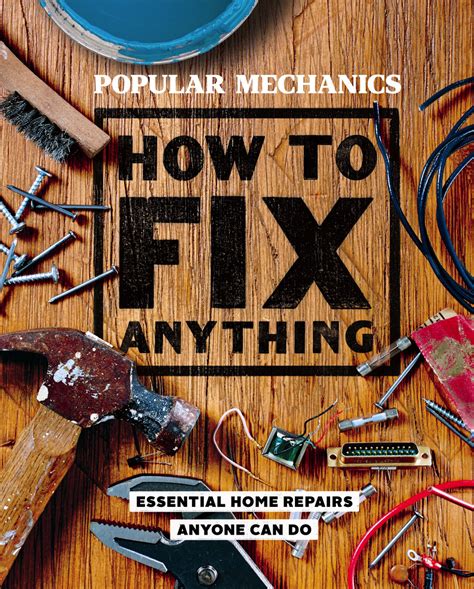 POPULAR MECHANICS
HOW TO
FIX
ANYTHING
ESSENTIAL HOME REPAIRS
ANYONE CAN DO